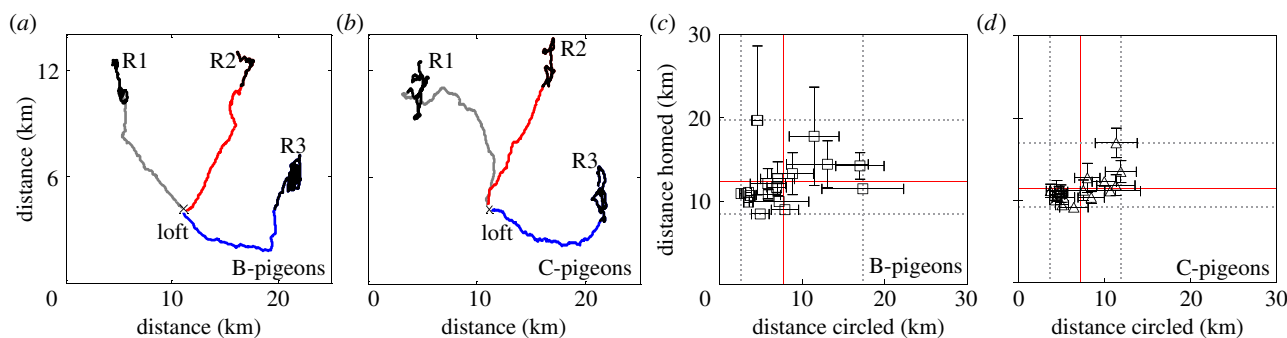 (a)
12
6
0
distance (km)
R1
R2
R3
loft
B-pigeons
10
20
distance (km)
(b)
R1
R2
R3
loft
C-pigeons
0
10
20
distance (km)
(c)
30
20
10
0
distance homed (km)
B-pigeons
10
20
30
distance circled (km)
(d)
C-pigeons
0
10
20
30
distance circled (km)